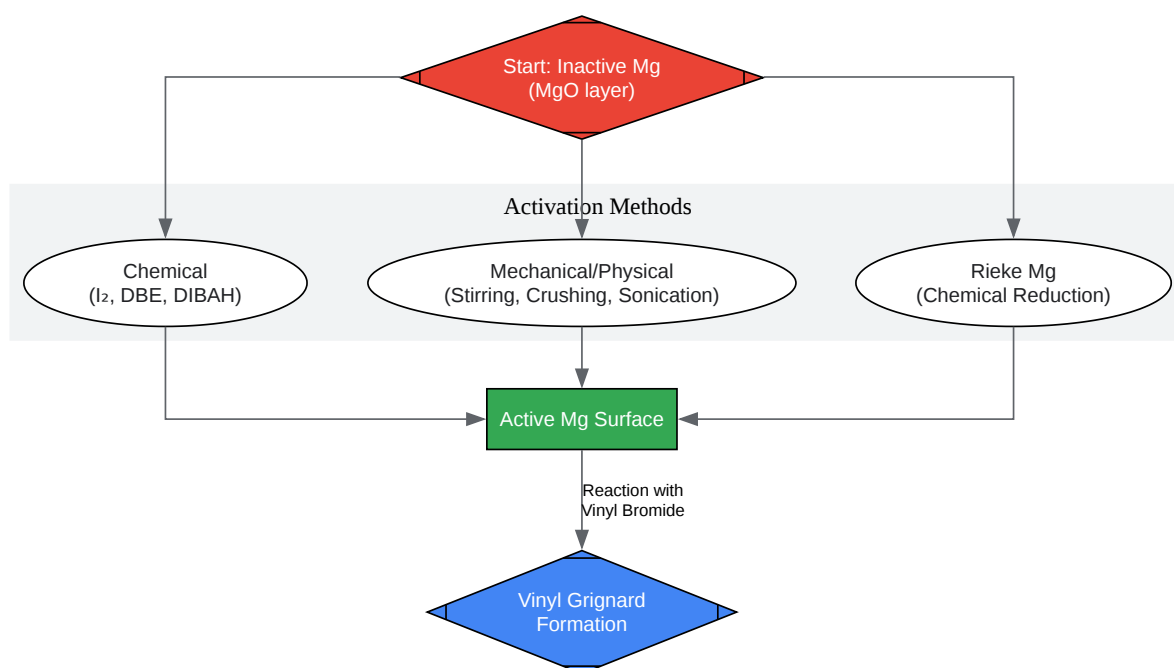 Start: Inactive Mg
(MgO layer)
Activation Methods
Chemical
(I₂, DBE, DIBAH)
Mechanical/Physical
(Stirring, Crushing, Sonication)
Rieke Mg
(Chemical Reduction)
Active Mg Surface
Reaction with
Vinyl Bromide
Vinyl Grignard
Formation